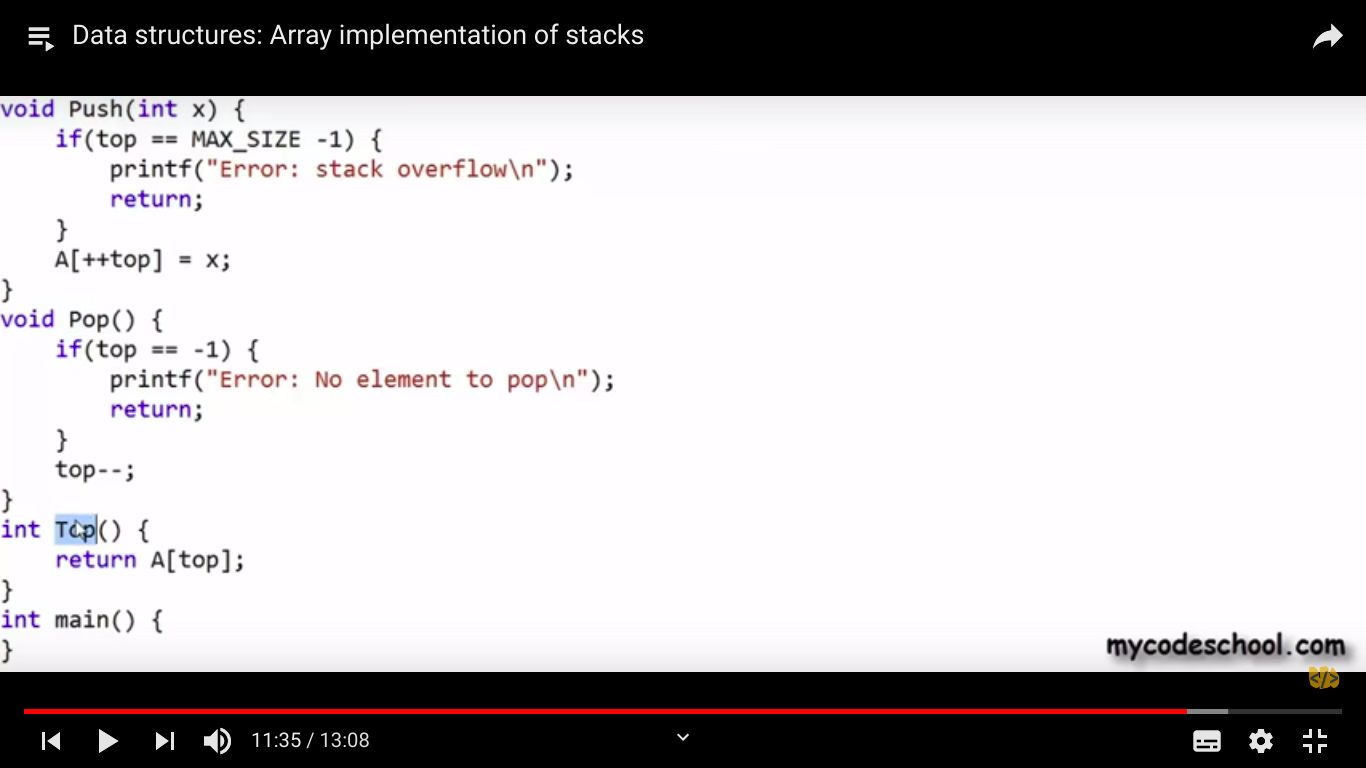 Data structures: Array implementation of stacks
void Push(int x) {
    if(top == MAX_SIZE -1) {
        printf("Error: stack overflow\n");
        return;
    }
    A[++top] = x;
}
void Pop() {
    if(top == -1) {
        printf("Error: No element to pop\n");
        return;
    }
    top--;
}
int Top() {
    return A[top];
}
int main() {
}
mycodeschool.com
</>
11:35 / 13:08